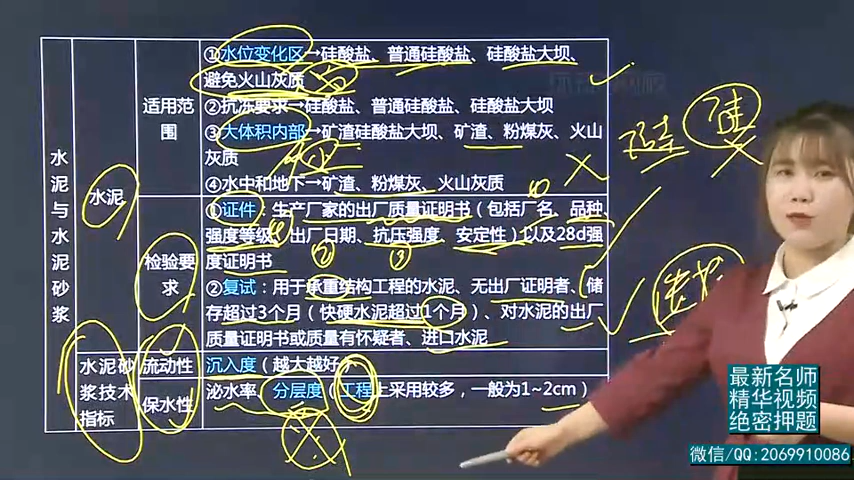 ①水位变化区→硅酸盐、普通硅酸盐、硅酸盐大坝、
避免火山灰质
适用范
围
②抗冻要求→硅酸盐、普通硅酸盐、硅酸盐大坝
③大体积内部→矿渣硅酸盐大坝、矿渣、粉煤灰、火山
灰质
④水中和地下→矿渣、粉煤灰、火山灰质
水泥与水泥砂浆
水泥
检验要
求
①证件：生产厂家的出厂质量证明书（包括厂名、品种、
强度等级、出厂日期、抗压强度、安定性）以及28d强
度证明书
②复试：用于承重结构工程的水泥、无出厂证明者、储
存超过3个月（快硬水泥超过1个月）、对水泥的出厂
质量证明书或质量有怀疑者、进口水泥
水泥砂
浆技术
指标
流动性
沉入度（越大越好）
保水性
泌水率、分层度（工程上采用较多，一般为1~2cm）
①
②
③
最新名师
精华视频
绝密押题
微信/QQ:2069910086